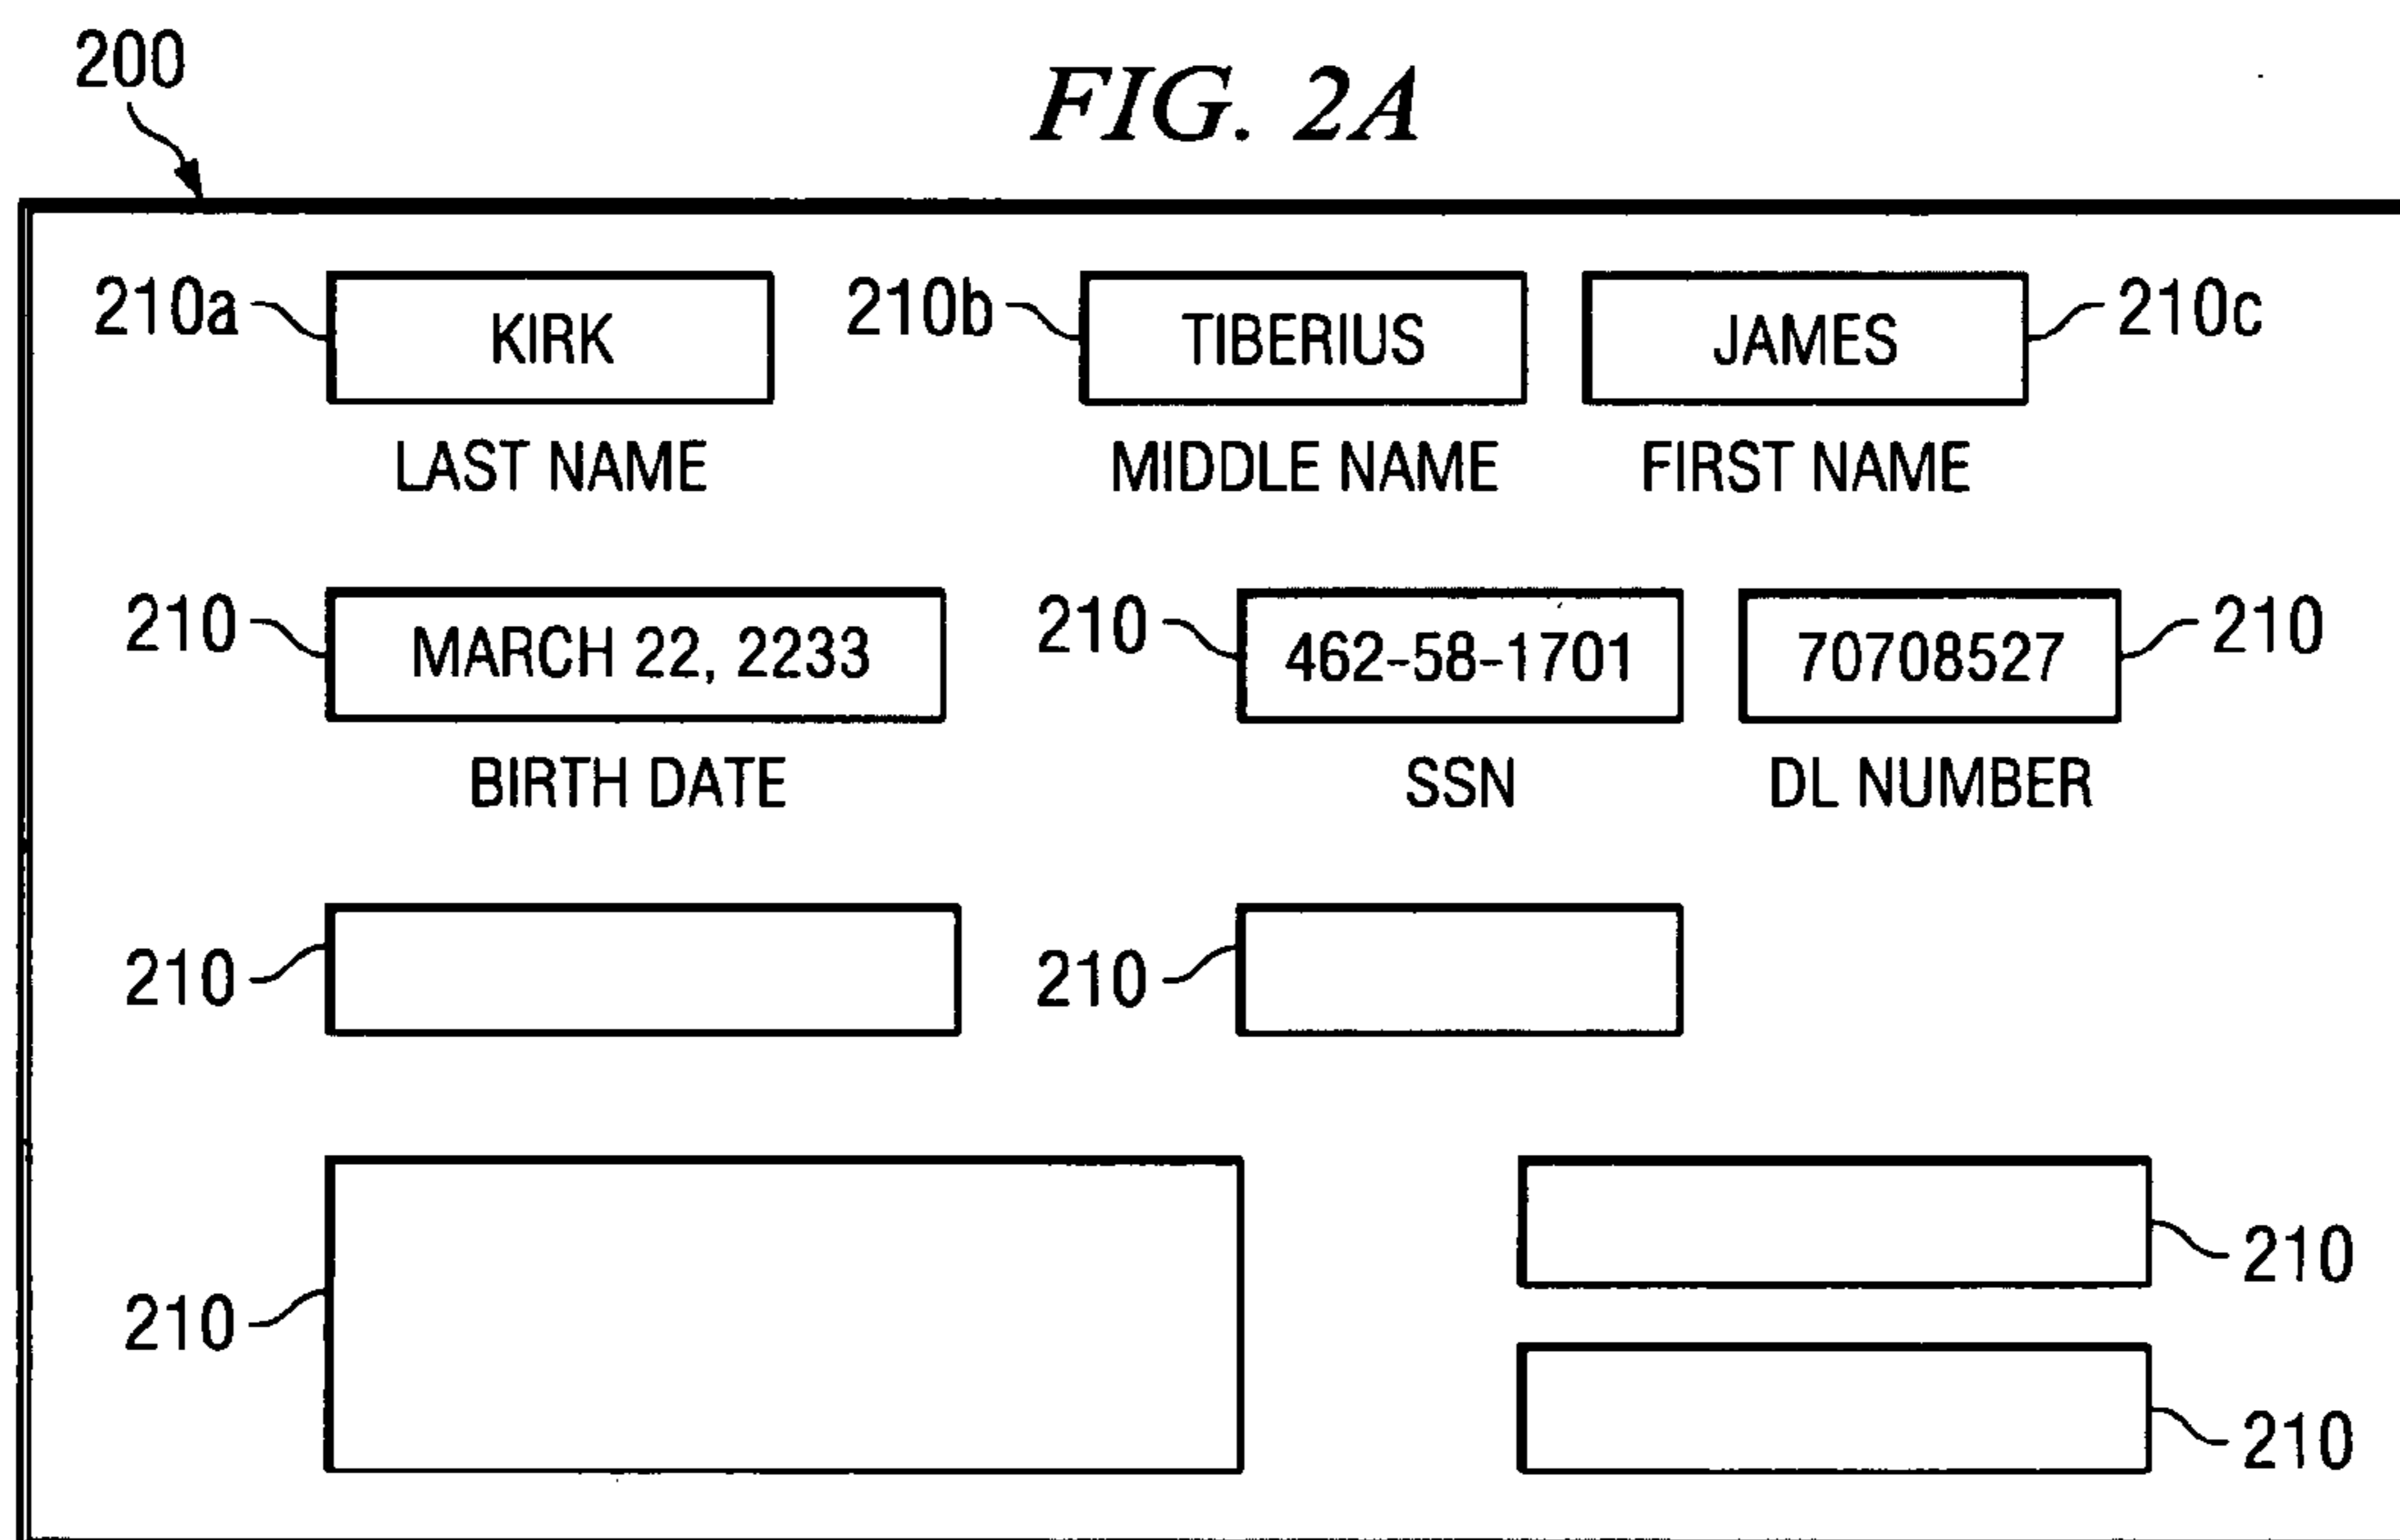 200
FIG. 2A
210a KIRK 210b TIBERIUS JAMES 210c
LAST NAME MIDDLE NAME FIRST NAME
210 MARCH 22, 2233 210 462-58-1701 70708527 210
BIRTH DATE SSN DL NUMBER
210 210
210 210
210